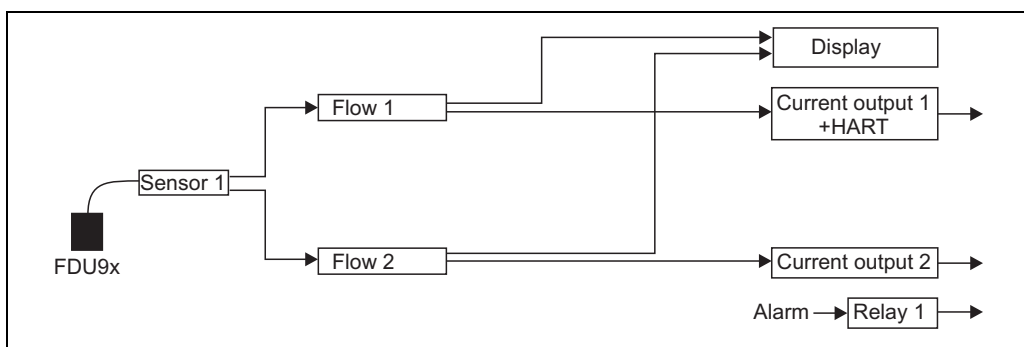 Display
Flow 1
Current output 1
+HART
Sensor 1
FDU9x
Flow 2
Current output 2
Alarm
Relay 1